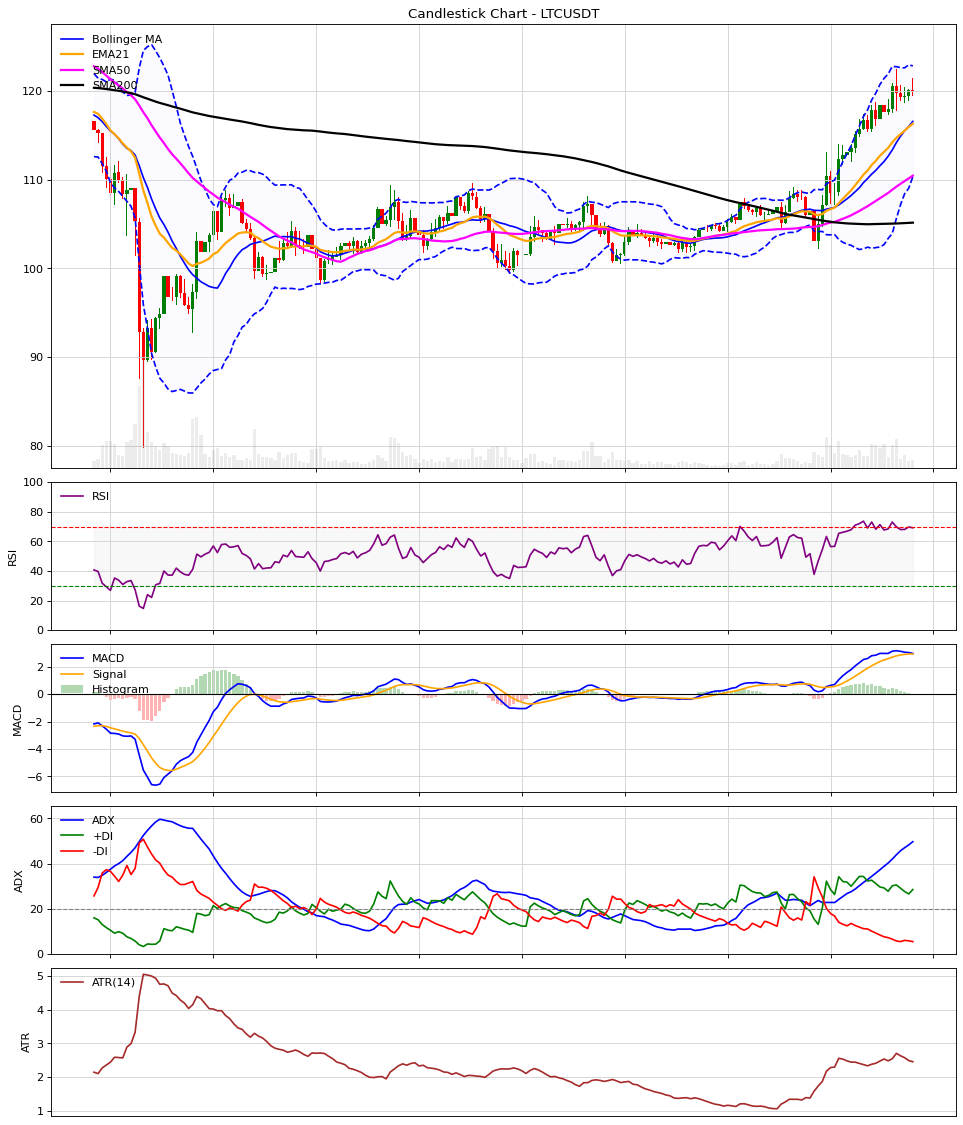 Candlestick Chart - LTCUSDT
Bollinger MA
EMA21
SMA50
SMA200
120
110
100
90
80
RSI
100
80
60
40
20
0
RSI
MACD
Signal
Histogram
2
0
−2
−4
−6
MACD
ADX
+DI
-DI
60
40
20
0
ADX
ATR(14)
5
4
3
2
1
ATR